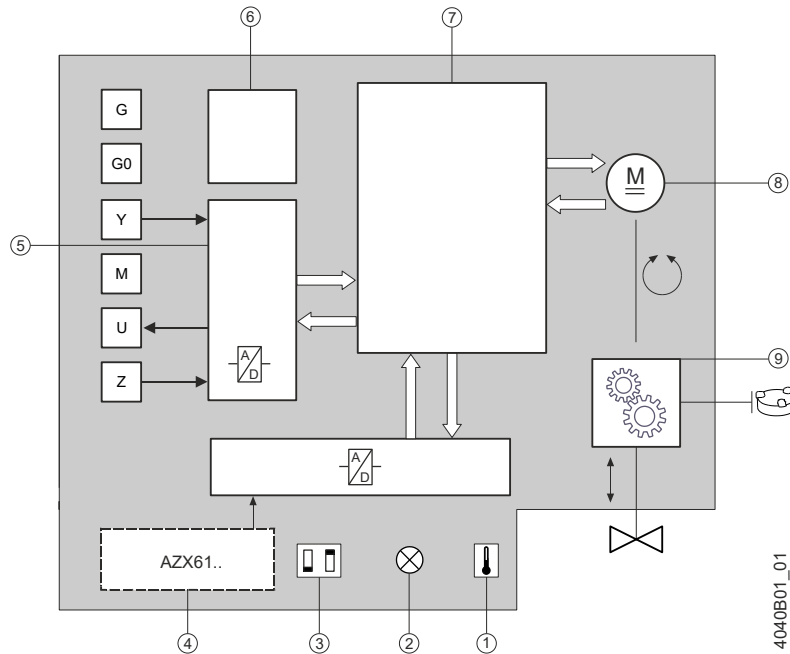 ⑥ ⑦
G
G0
Y
M
⑧
⑤
M
U
Z
A/D
⑨
A/D
AZX61..
④ ③ ② ①
4040B01_01